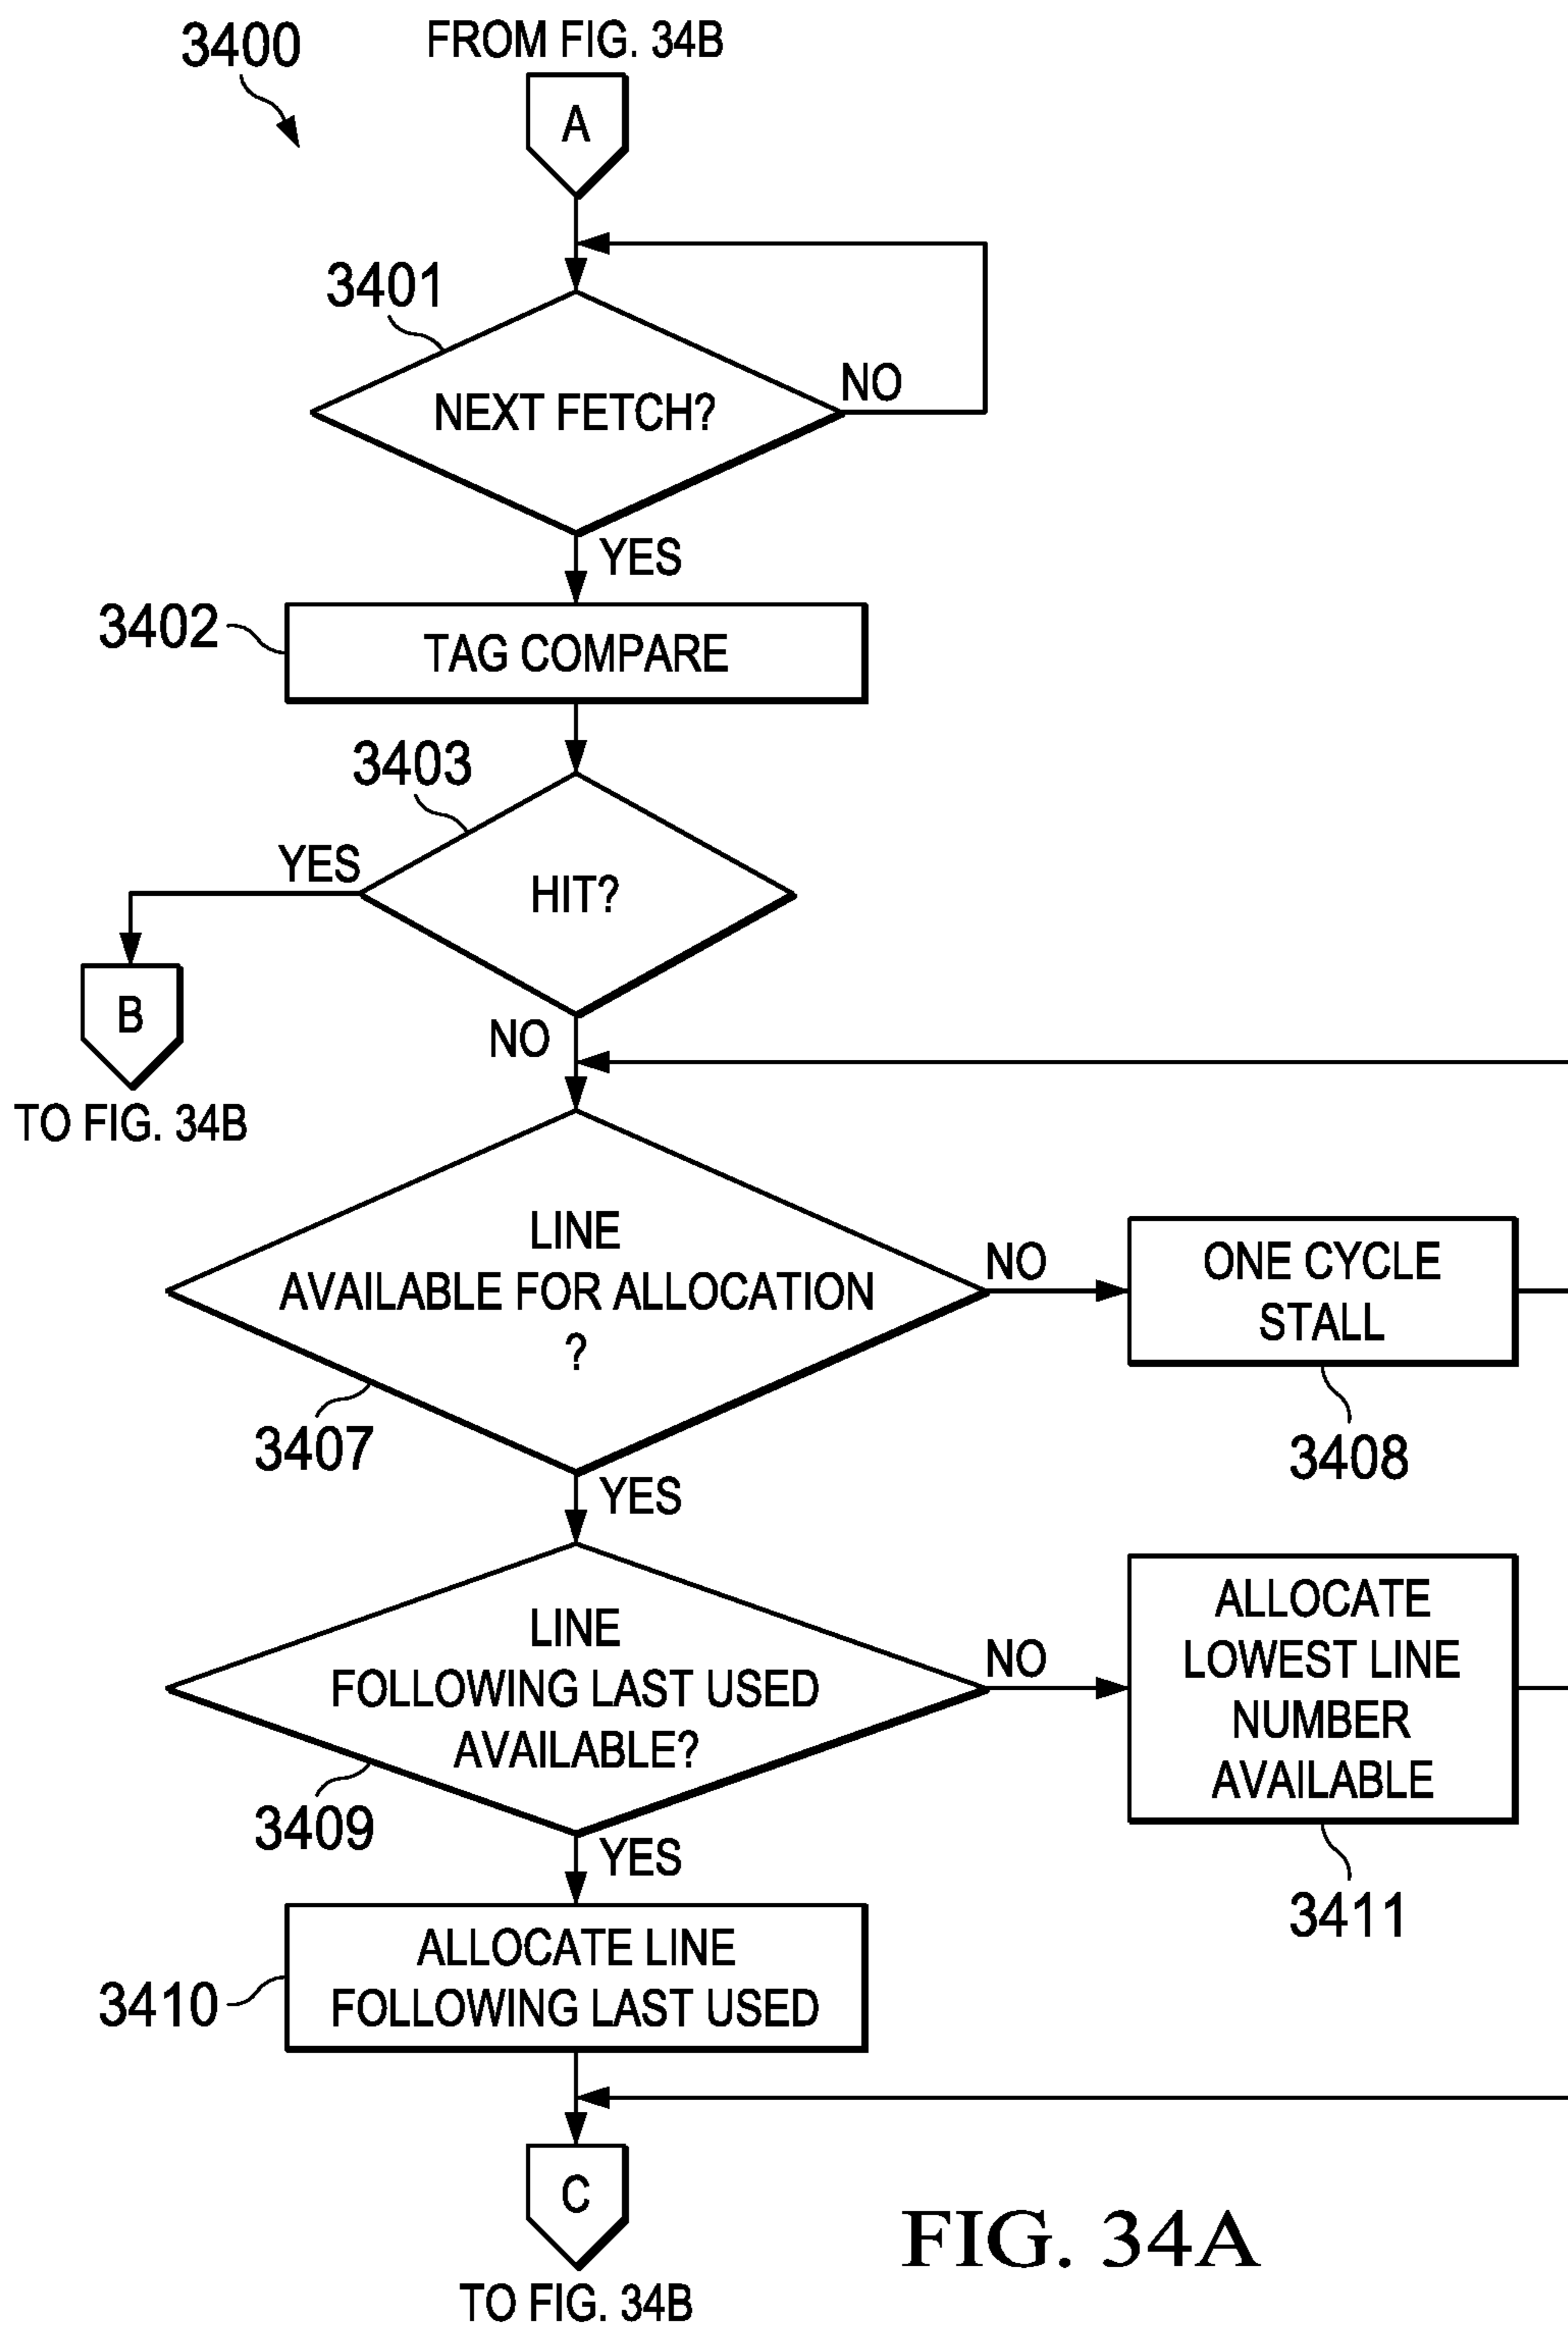 3400
FROM FIG. 34B
A
3401
NEXT FETCH?
NO
YES
3402
TAG COMPARE
3403
YES
HIT?
B
NO
TO FIG. 34B
LINE
AVAILABLE FOR ALLOCATION
?
NO
ONE CYCLE
STALL
3407
3408
YES
LINE
FOLLOWING LAST USED
AVAILABLE?
NO
ALLOCATE
LOWEST LINE
NUMBER
AVAILABLE
3409
YES
3411
ALLOCATE LINE
FOLLOWING LAST USED
3410
C
TO FIG. 34B
FIG. 34A